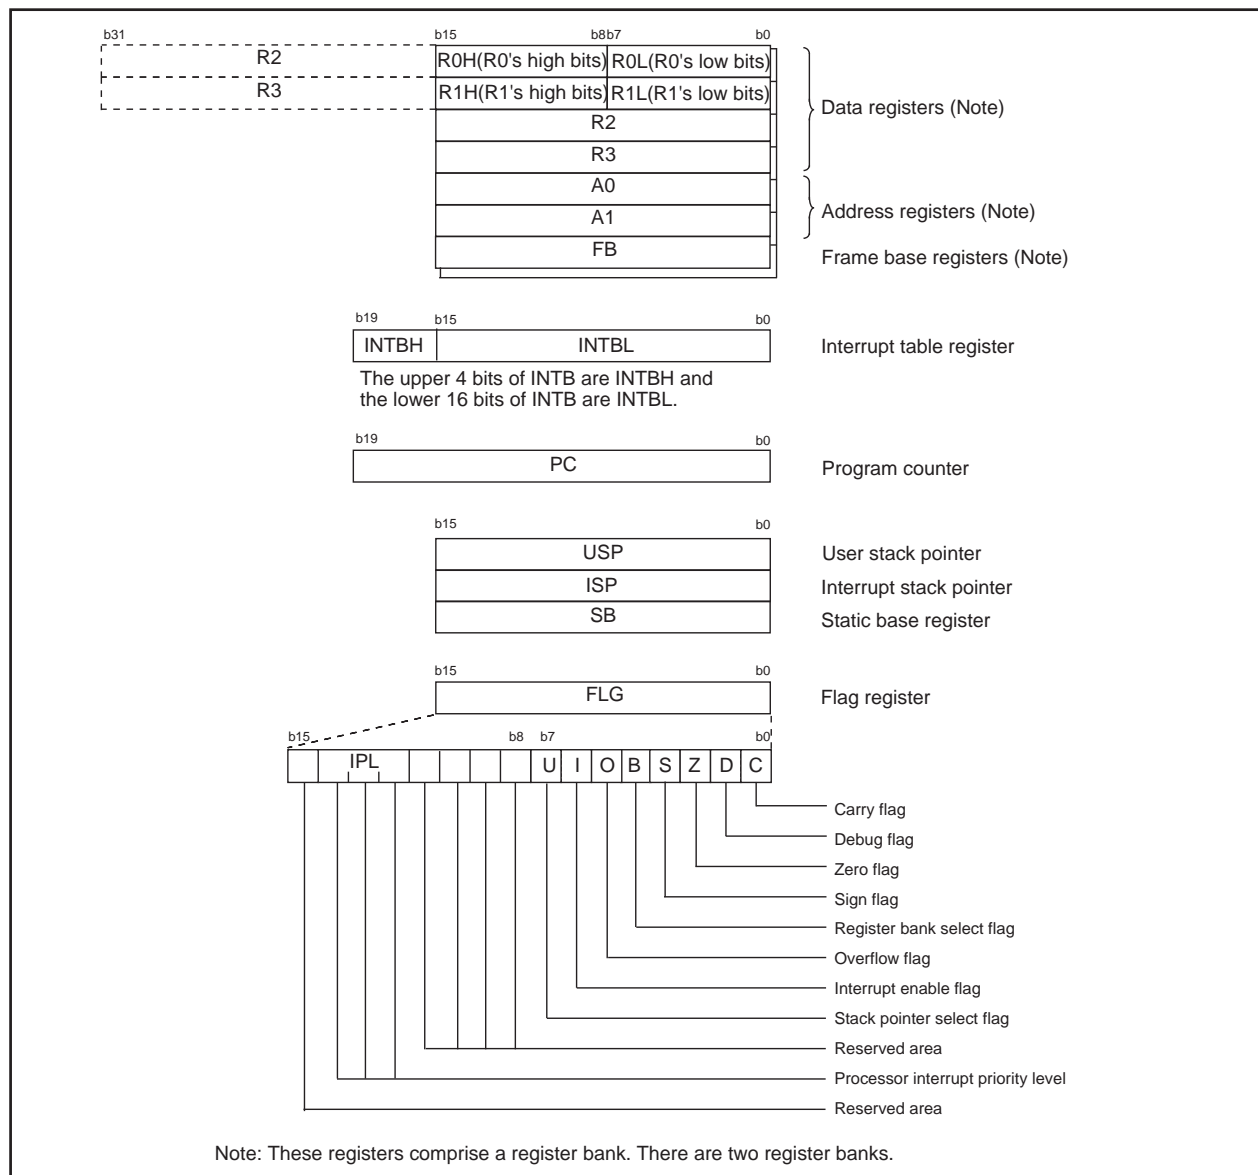 b31 b15 b8b7 b0
R2 R0H(R0's high bits) R0L(R0's low bits)
R3 R1H(R1's high bits) R1L(R1's low bits)
Data registers (Note)
R2
R3
A0
A1
Address registers (Note)
FB
Frame base registers (Note)
b19 b15 b0
INTBH INTBL Interrupt table register
The upper 4 bits of INTB are INTBH and
the lower 16 bits of INTB are INTBL.
b19 b0
PC Program counter
b15 b0
USP User stack pointer
ISP Interrupt stack pointer
SB Static base register
b15 b0
FLG Flag register
b15 b8 b7 b0
IPL U I O B S Z D C
Carry flag
Debug flag
Zero flag
Sign flag
Register bank select flag
Overflow flag
Interrupt enable flag
Stack pointer select flag
Reserved area
Processor interrupt priority level
Reserved area
Note: These registers comprise a register bank. There are two register banks.